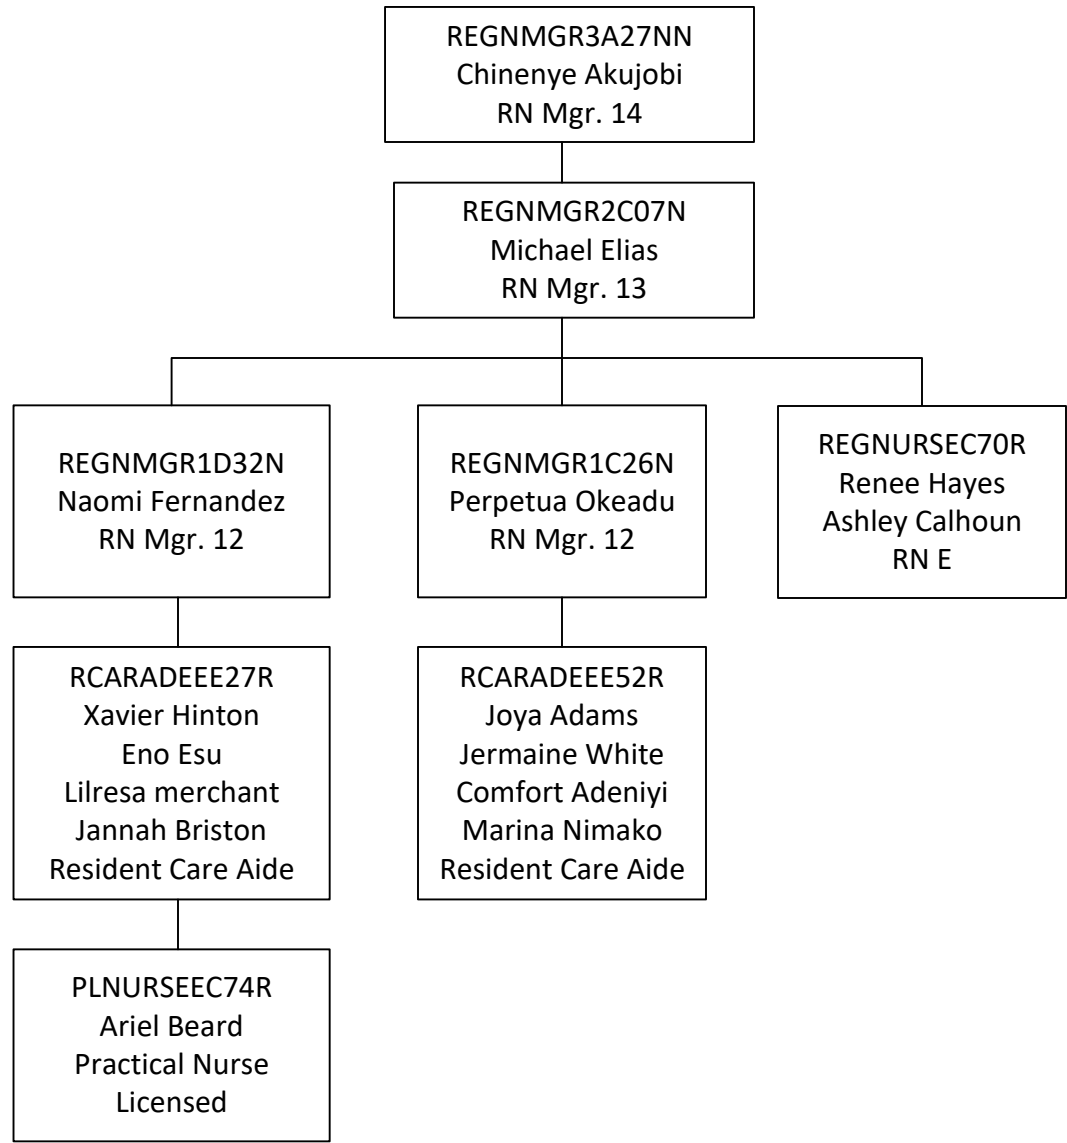 REGNMGR3A27NN
Chinenye Akujobi
RN Mgr. 14
REGNMGR2C07N
Michael Elias
RN Mgr. 13
REGNMGR1D32N
Naomi Fernandez
RN Mgr. 12
REGNMGR1C26N
Perpetua Okeadu
RN Mgr. 12
REGNURSEC70R
Renee Hayes
Ashley Calhoun
RN E
RCARADEEE27R
Xavier Hinton
Eno Esu
Lilresa merchant
Jannah Briston
Resident Care Aide
RCARADEEE52R
Joya Adams
Jermaine White
Comfort Adeniyi
Marina Nimako
Resident Care Aide
PLNURSEEC74R
Ariel Beard
Practical Nurse
Licensed